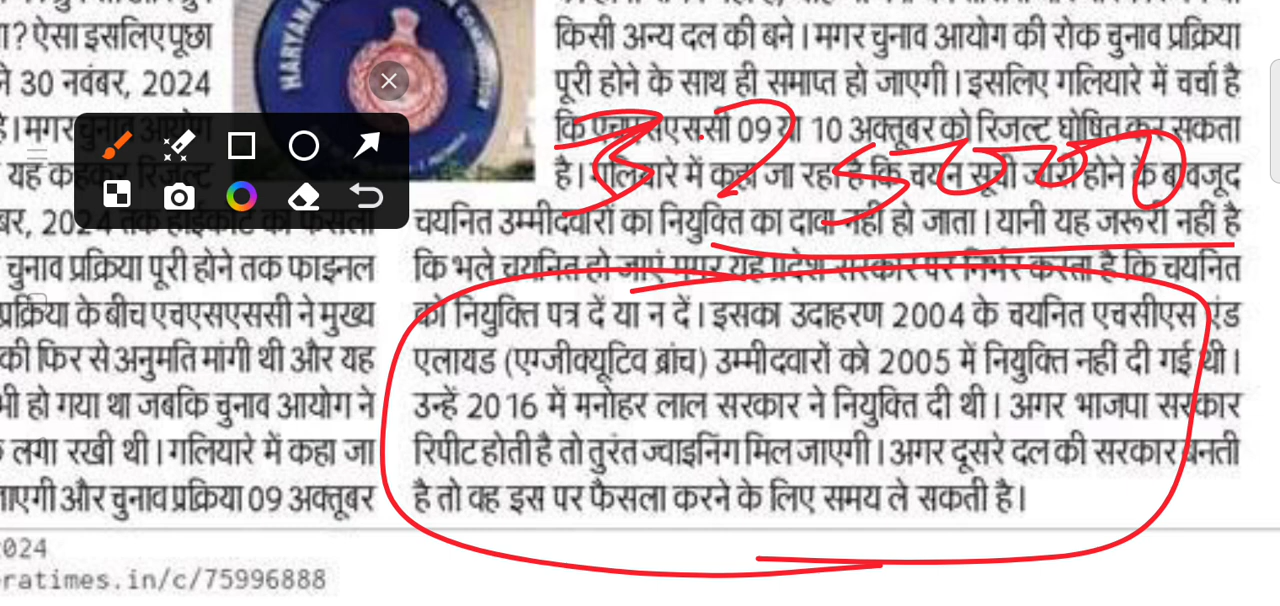 ? ऐसा इसलिए पूछा
30 नवंबर, 2024
है। मगर चुनाव आयोग
यह कहकर रिजल्ट
2024 तक हाईकोर्ट का फैसला
चुनाव प्रक्रिया पूरी होने तक फाइनल
प्रक्रिया के बीच एचएसएससी ने मुख्य
की फिर से अनुमति मांगी थी और यह
भी हो गया था जबकि चुनाव आयोग ने
लगा रखी थी। गलियारे में कहा जा
जाएगी और चुनाव प्रक्रिया 09 अक्तूबर
HARYANA
किसी अन्य दल की बने। मगर चुनाव आयोग की रोक चुनाव प्रक्रिया
पूरी होने के साथ ही समाप्त हो जाएगी। इसलिए गलियारे में चर्चा है
कि एचएसएससी 09 या 10 अक्तूबर को रिजल्ट घोषित कर सकता
है। गलियारे में कहा जा रहा है कि चयन सूची जारी होने के बावजूद
चयनित उम्मीदवारों का नियुक्ति का दावा नहीं हो जाता। यानी यह जरूरी नहीं है
कि भले चयनित हो जाएं मगर यह प्रदेश सरकार पर निर्भर करता है कि चयनित
को नियुक्ति पत्र दें या न दें। इसका उदाहरण 2004 के चयनित एचसीएस एंड
एलायड (एग्जीक्यूटिव ब्रांच) उम्मीदवारों को 2005 में नियुक्ति नहीं दी गई थी।
उन्हें 2016 में मनोहर लाल सरकार ने नियुक्ति दी थी। अगर भाजपा सरकार
रिपीट होती है तो तुरंत ज्वाइनिंग मिल जाएगी। अगर दूसरे दल की सरकार बनती
है तो वह इस पर फैसला करने के लिए समय ले सकती है।
2024
ratimes.in/c/75996888